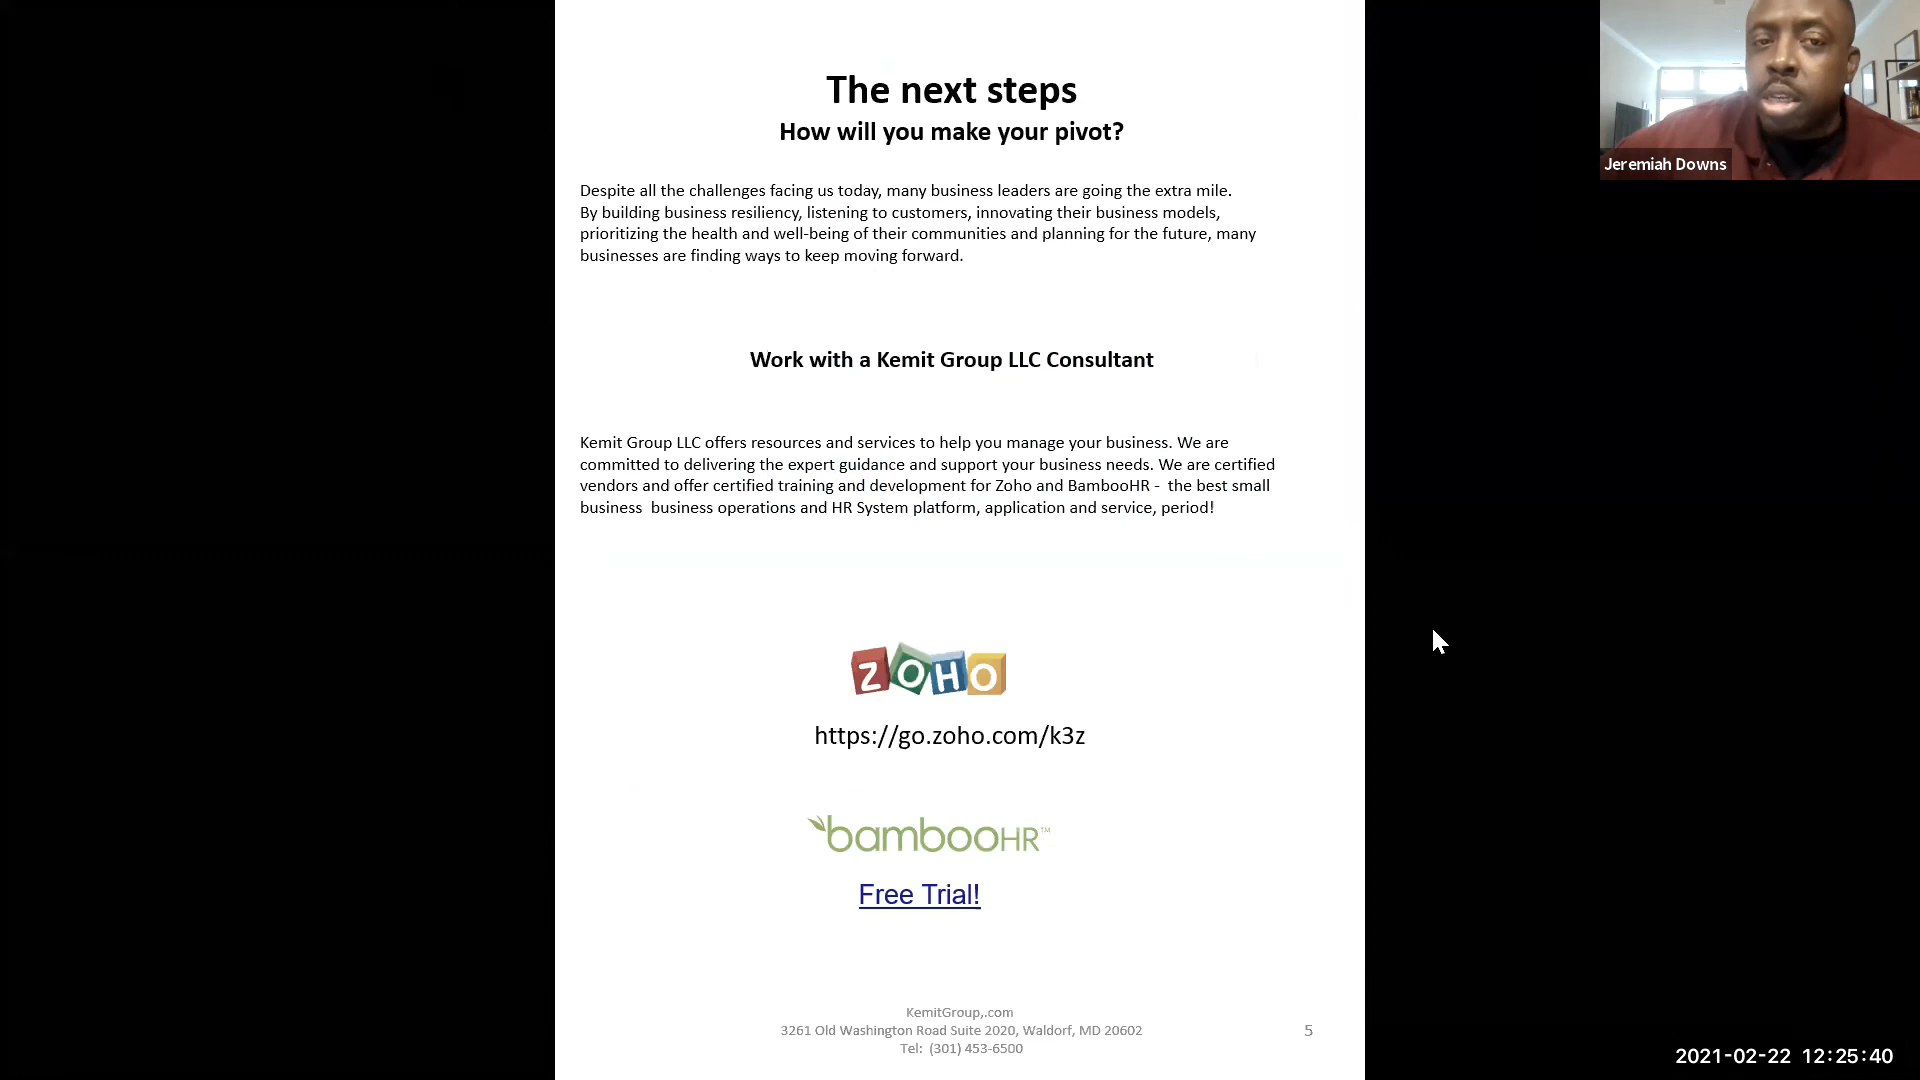 The next steps
How will you make your pivot?
Despite all the challenges facing us today, many business leaders are going the extra mile.
By building business resiliency, listening to customers, innovating their business models,
prioritizing the health and well-being of their communities and planning for the future, many
businesses are finding ways to keep moving forward.
Work with a Kemit Group LLC Consultant
Kemit Group LLC offers resources and services to help you manage your business. We are
committed to delivering the expert guidance and support your business needs. We are certified
vendors and offer certified training and development for Zoho and BambooHR -  the best small
business  business operations and HR System platform, application and service, period!
ZOHO
https://go.zoho.com/k3z
bambooHR™
Free Trial!
KemitGroup,.com
3261 Old Washington Road Suite 2020, Waldorf, MD 20602
Tel:  (301) 453-6500
5
Jeremiah Downs
2021-02-22 12:25:40